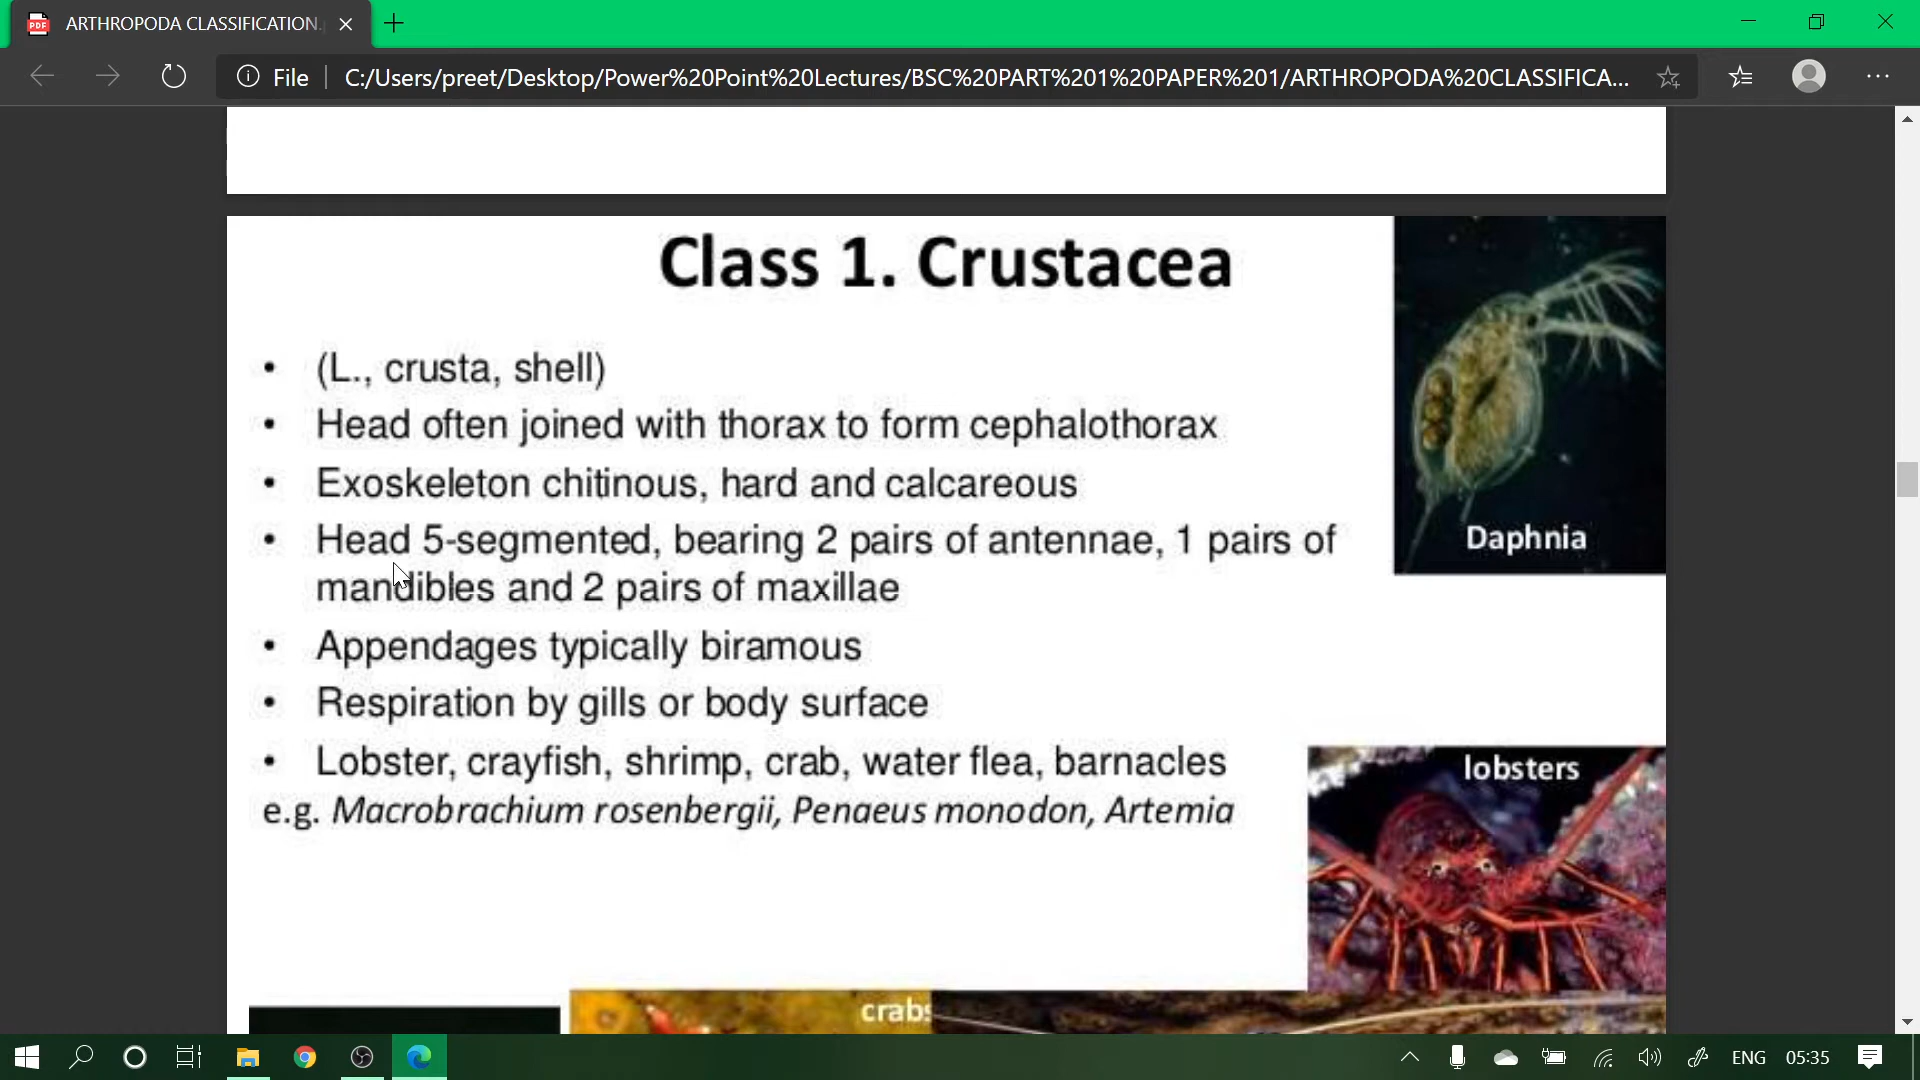 ARTHROPODA CLASSIFICATION.
File
C:/Users/preet/Desktop/Power%20Point%20Lectures/BSC%20PART%201%20PAPER%201/ARTHROPODA%20CLASSIFICA...
Class 1. Crustacea
• (L., crusta, shell)
• Head often joined with thorax to form cephalothorax
• Exoskeleton chitinous, hard and calcareous
• Head 5-segmented, bearing 2 pairs of antennae, 1 pairs of
mandibles and 2 pairs of maxillae
• Appendages typically biramous
• Respiration by gills or body surface
• Lobster, crayfish, shrimp, crab, water flea, barnacles
e.g. Macrobrachium rosenbergii, Penaeus monodon, Artemia
Daphnia
lobsters
crabs
ENG 05:35